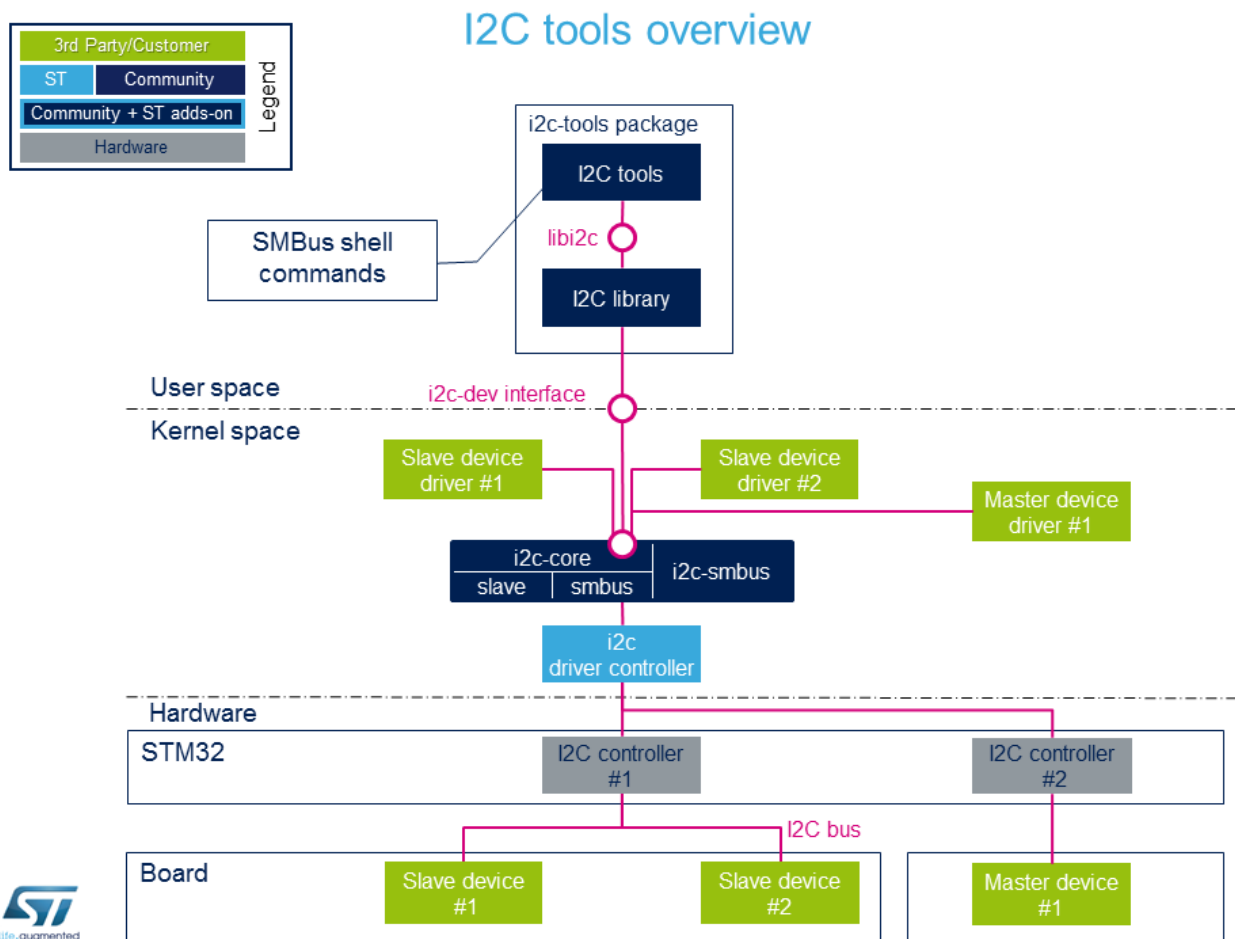 I2C tools overview
3rd Party/Customer
ST
Community
Community + ST adds-on
Hardware
Legend
i2c-tools package
I2C tools
SMBus shell
commands
libi2c
I2C library
User space
i2c-dev interface
Kernel space
Slave device
driver #1
Slave device
driver #2
Master device
driver #1
i2c-core
slave
smbus
i2c-smbus
i2c
driver controller
Hardware
STM32
I2C controller
#1
I2C controller
#2
I2C bus
Board
Slave device
#1
Slave device
#2
Master device
#1
ST
life.augmented